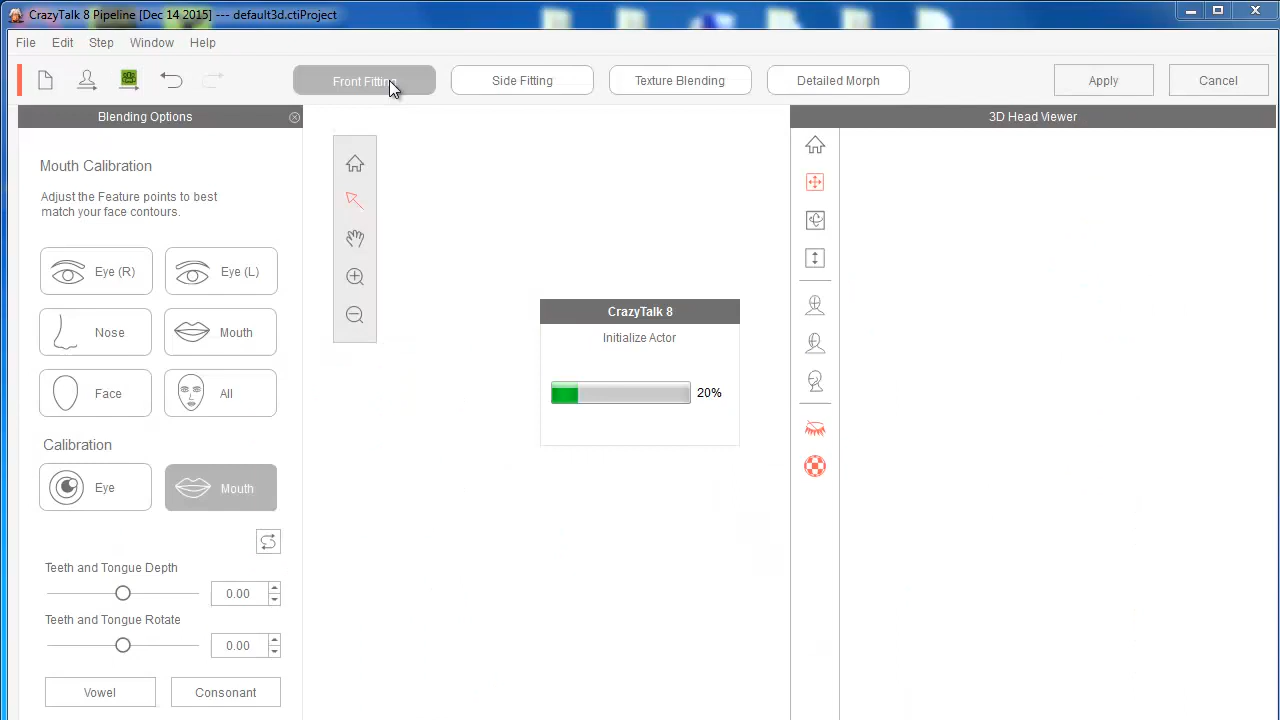 CrazyTalk 8 Pipeline [Dec 14 2015] --- default3d.ctiProject
File Edit Step Window Help
Front Fitting Side Fitting Texture Blending Detailed Morph Apply Cancel
Blending Options
3D Head Viewer
Mouth Calibration
Adjust the Feature points to best
match your face contours.
Eye (R) Eye (L)
Nose Mouth
Face All
Calibration
Eye Mouth
Teeth and Tongue Depth
0.00
Teeth and Tongue Rotate
0.00
Vowel Consonant
CrazyTalk 8
Initialize Actor
20%